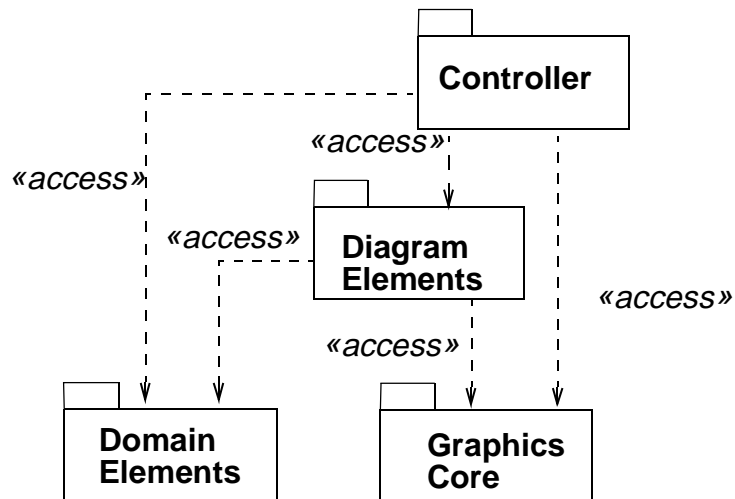 Controller
«access»
«access»
«access»
Diagram
Elements
«access»
«access»
Domain
Elements
Graphics
Core